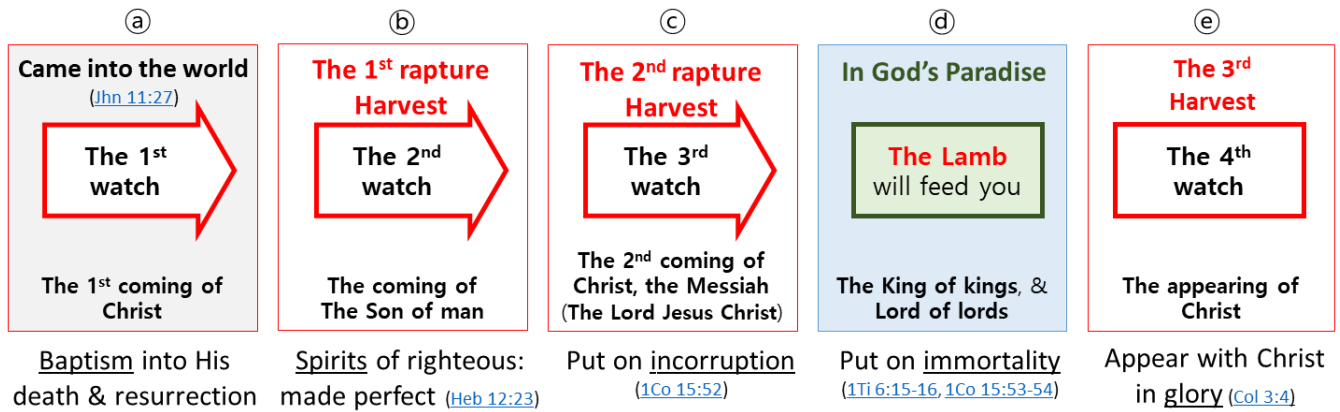 ⓐ
Came into the world
(Jhn 11:27)
The 1st
watch
The 1st coming of
Christ
Baptism into His
death & resurrection
ⓑ
The 1st rapture
Harvest
The 2nd
watch
The coming of
The Son of man
Spirits of righteous:
made perfect (Heb 12:23)
ⓒ
The 2nd rapture
Harvest
The 3rd
watch
The 2nd coming of
Christ, the Messiah
(The Lord Jesus Christ)
Put on incorruption
(1Co 15:52)
ⓓ
In God’s Paradise
The Lamb
will feed you
The King of kings, &
Lord of lords
Put on immortality
(1Ti 6:15-16, 1Co 15:53-54)
ⓔ
The 3rd
Harvest
The 4th
watch
The appearing of
Christ
Appear with Christ
in glory (Col 3:4)